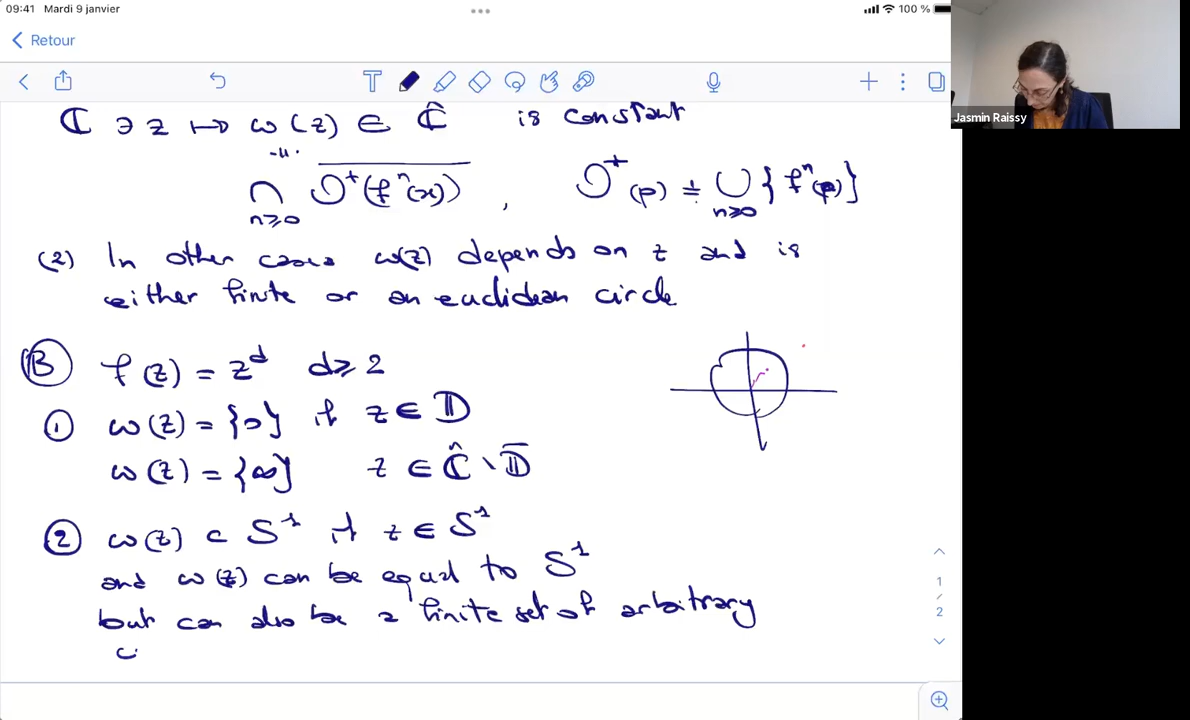 09:41 Mardi 9 janvier
100 %
Retour
Jasmin Raissy
ℂ ∋ z ↦ ω(z) ∈ Ĉ is constant
⋂_{n≥0} \overline{O⁺(fⁿ(x))} , O⁺(p) ≐ ⋃_{n≥0} {fⁿ(p)}
(2) In other cases ω(z) depends on z and is
either finite or an euclidean circle
Ⓑ f(z) = z^d d≥2
① ω(z) = {0} if z ∈ 𝔻
ω(z) = {∞} z ∈ Ĉ \ \overline{𝔻}
② ω(z) ⊂ S¹ if z ∈ S¹
and ω(z) can be equal to S¹
but can also be a finite set of arbitrary
c
1
/
2